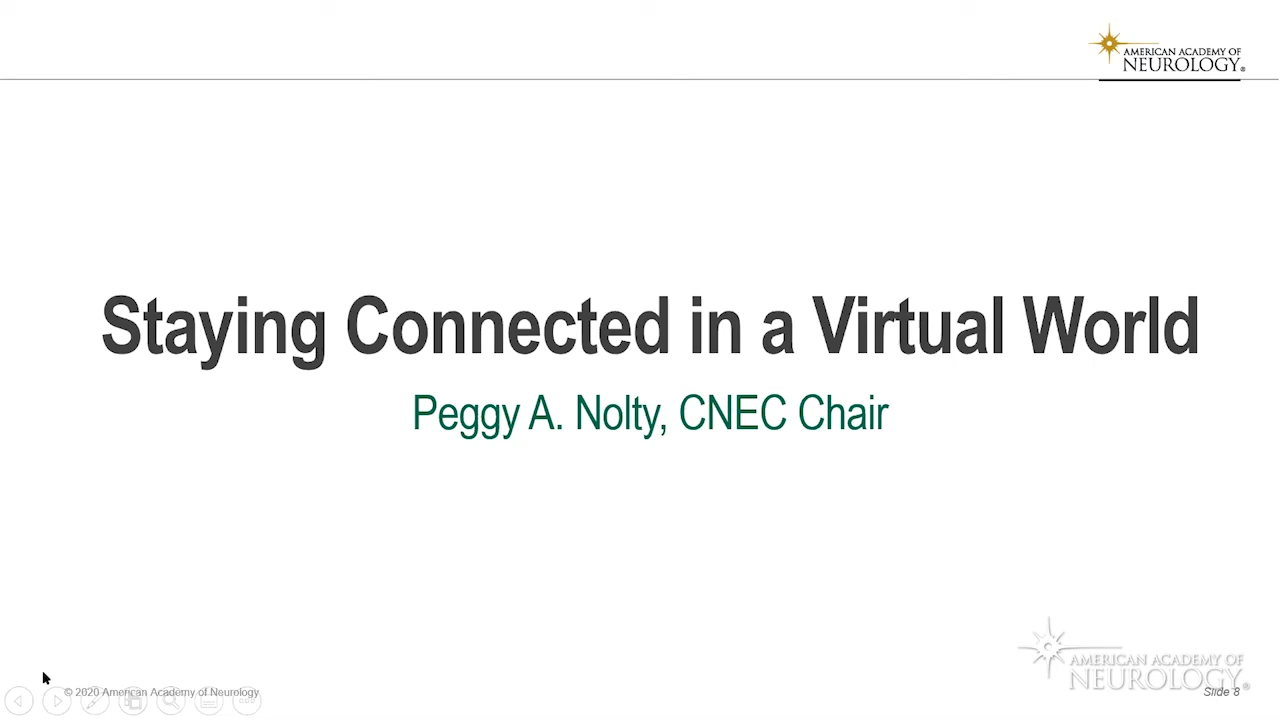 AMERICAN ACADEMY OF
NEUROLOGY®
Staying Connected in a Virtual World
Peggy A. Nolty, CNEC Chair
AMERICAN ACADEMY OF
NEUROLOGY®
© 2020 American Academy of Neurology
Slide 8